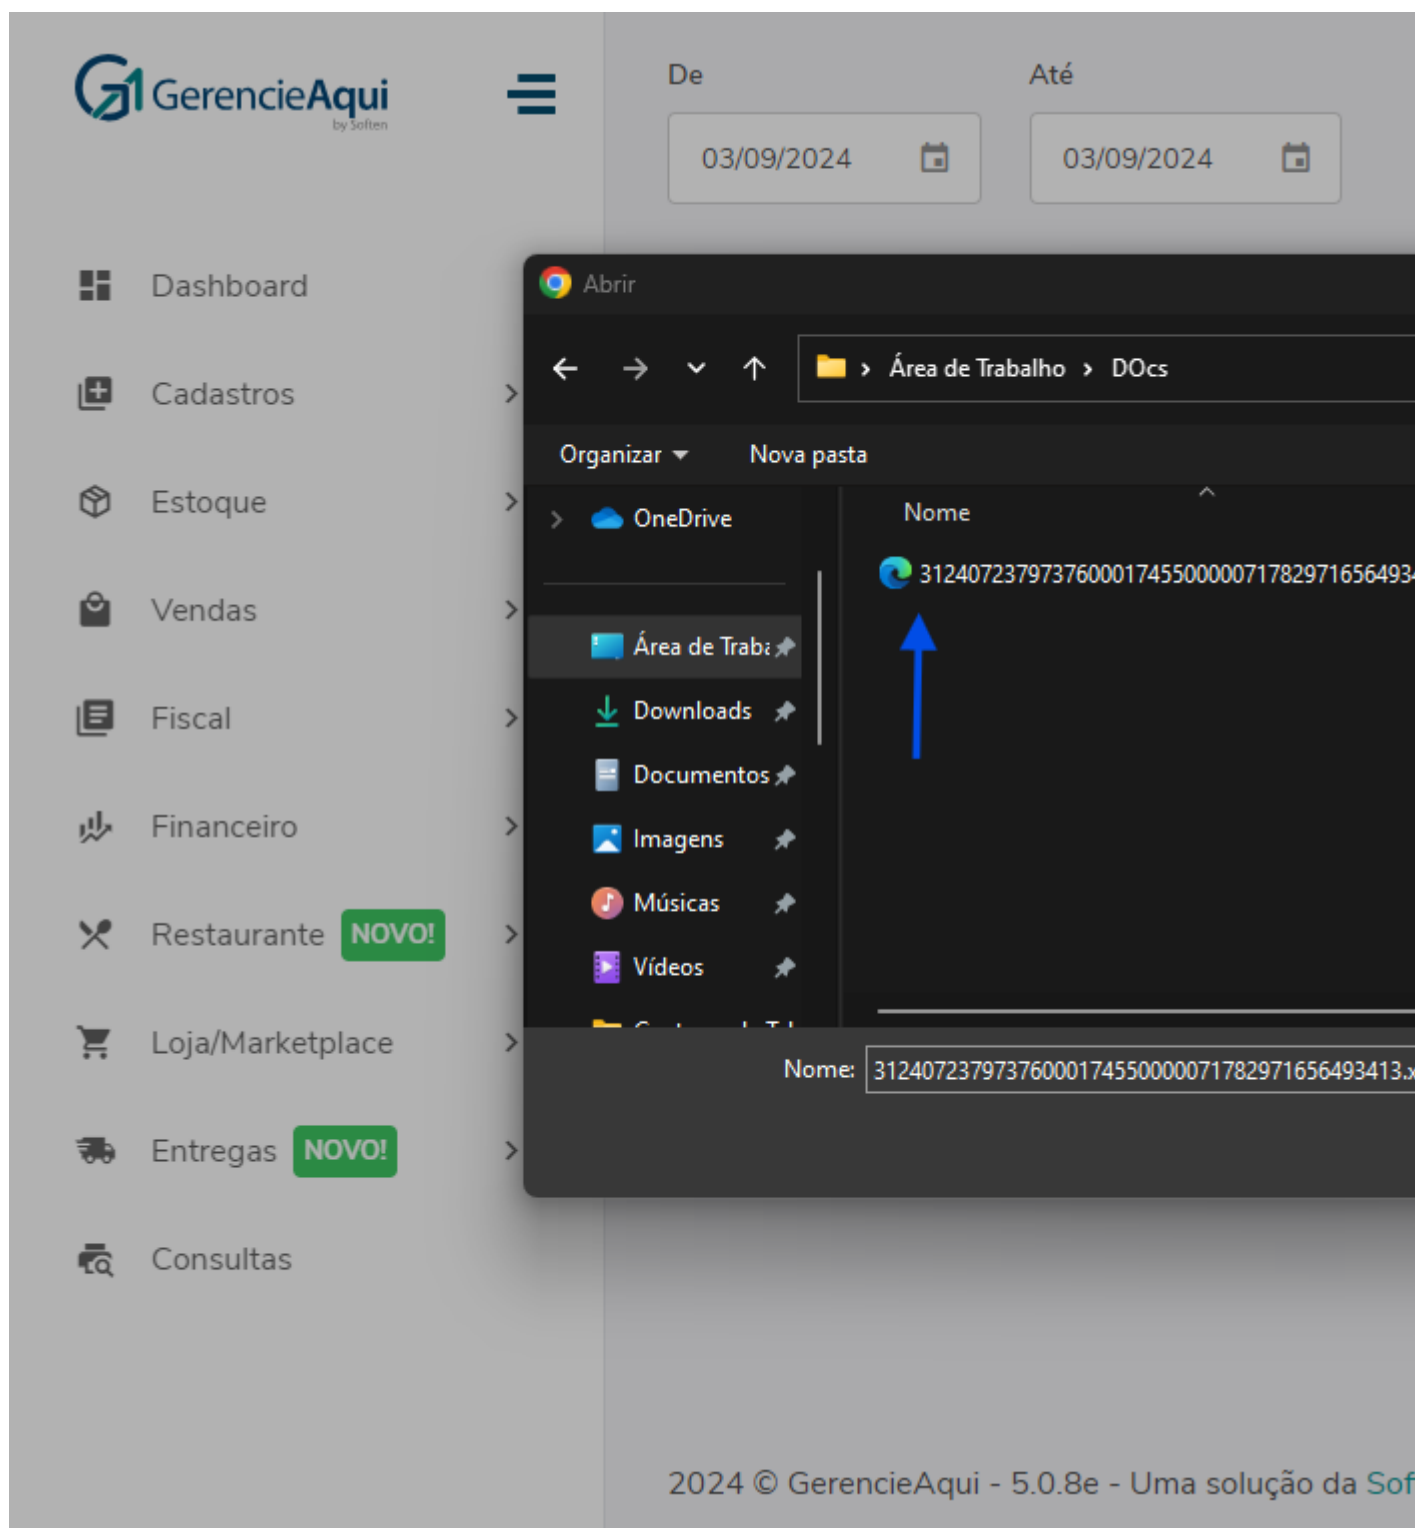 GerencieAqui
by Soften
De
Até
03/09/2024
03/09/2024
Dashboard
Cadastros
Estoque
Vendas
Fiscal
Financeiro
Restaurante NOVO!
Loja/Marketplace
Entregas NOVO!
Consultas
Abrir
Área de Trabalho > DOcs
Organizar
Nova pasta
OneDrive
Nome
Área de Traba
Downloads
Documentos
Imagens
Músicas
Vídeos
Nome:
2024 © GerencieAqui - 5.0.8e - Uma solução da Sof